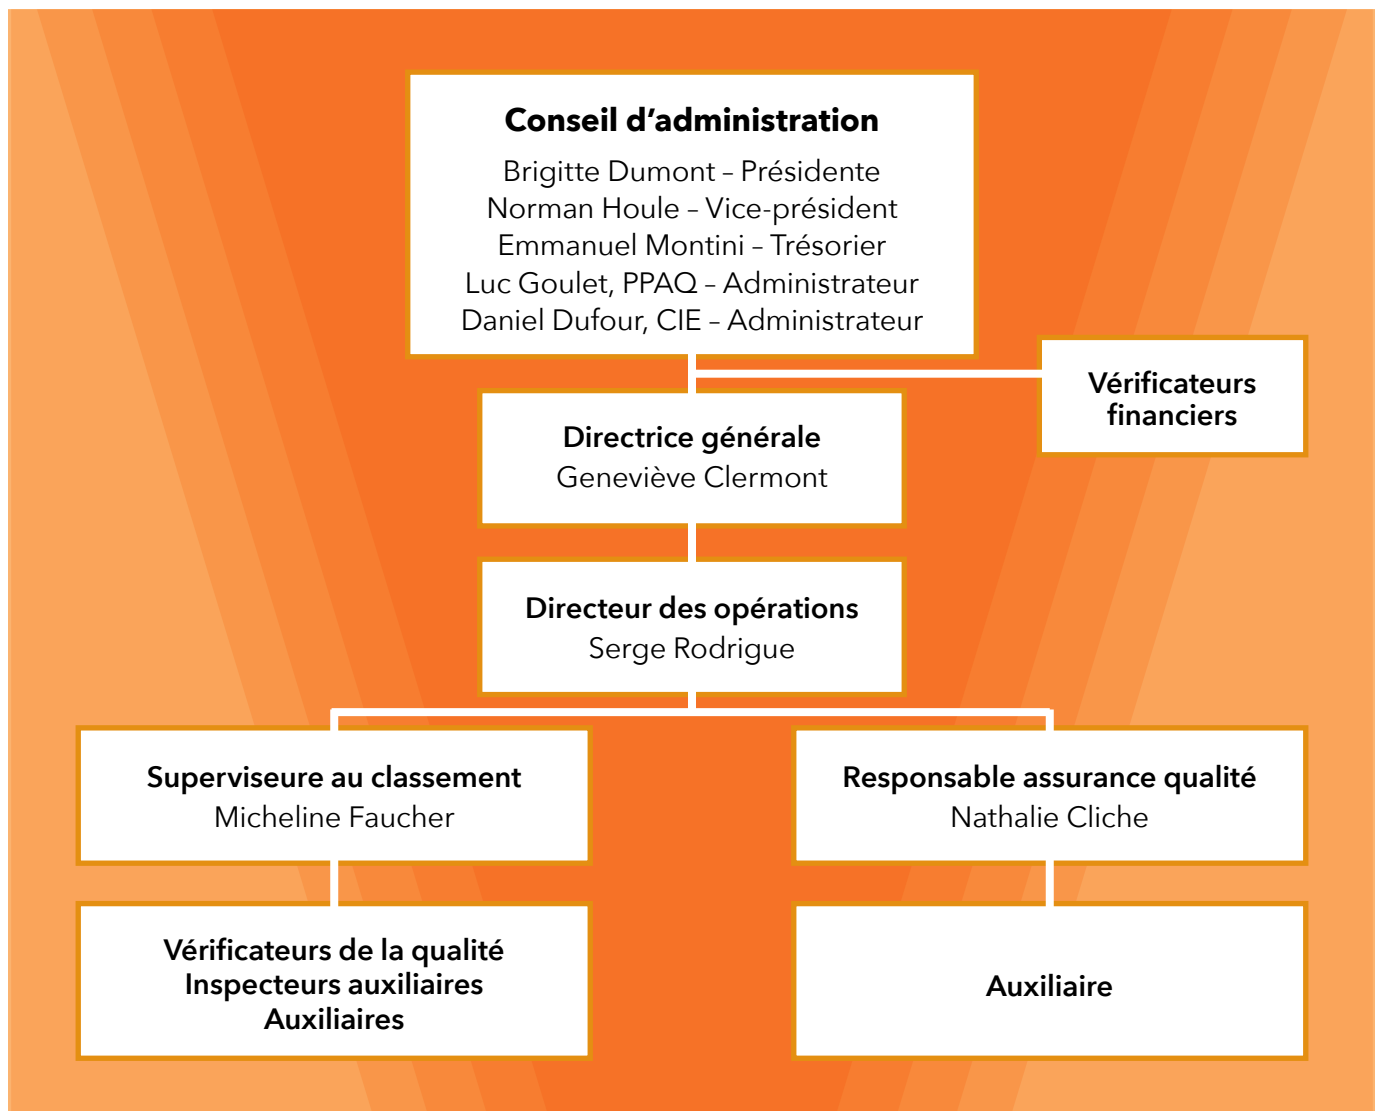 Conseil d’administration
Brigitte Dumont – Présidente
Norman Houle – Vice-président
Emmanuel Montini – Trésorier
Luc Goulet, PPAQ – Administrateur
Daniel Dufour, CIE – Administrateur
Vérificateurs
financiers
Directrice générale
Geneviève Clermont
Directeur des opérations
Serge Rodrigue
Superviseure au classement
Micheline Faucher
Responsable assurance qualité
Nathalie Cliche
Vérificateurs de la qualité
Inspecteurs auxiliaires
Auxiliaires
Auxiliaire